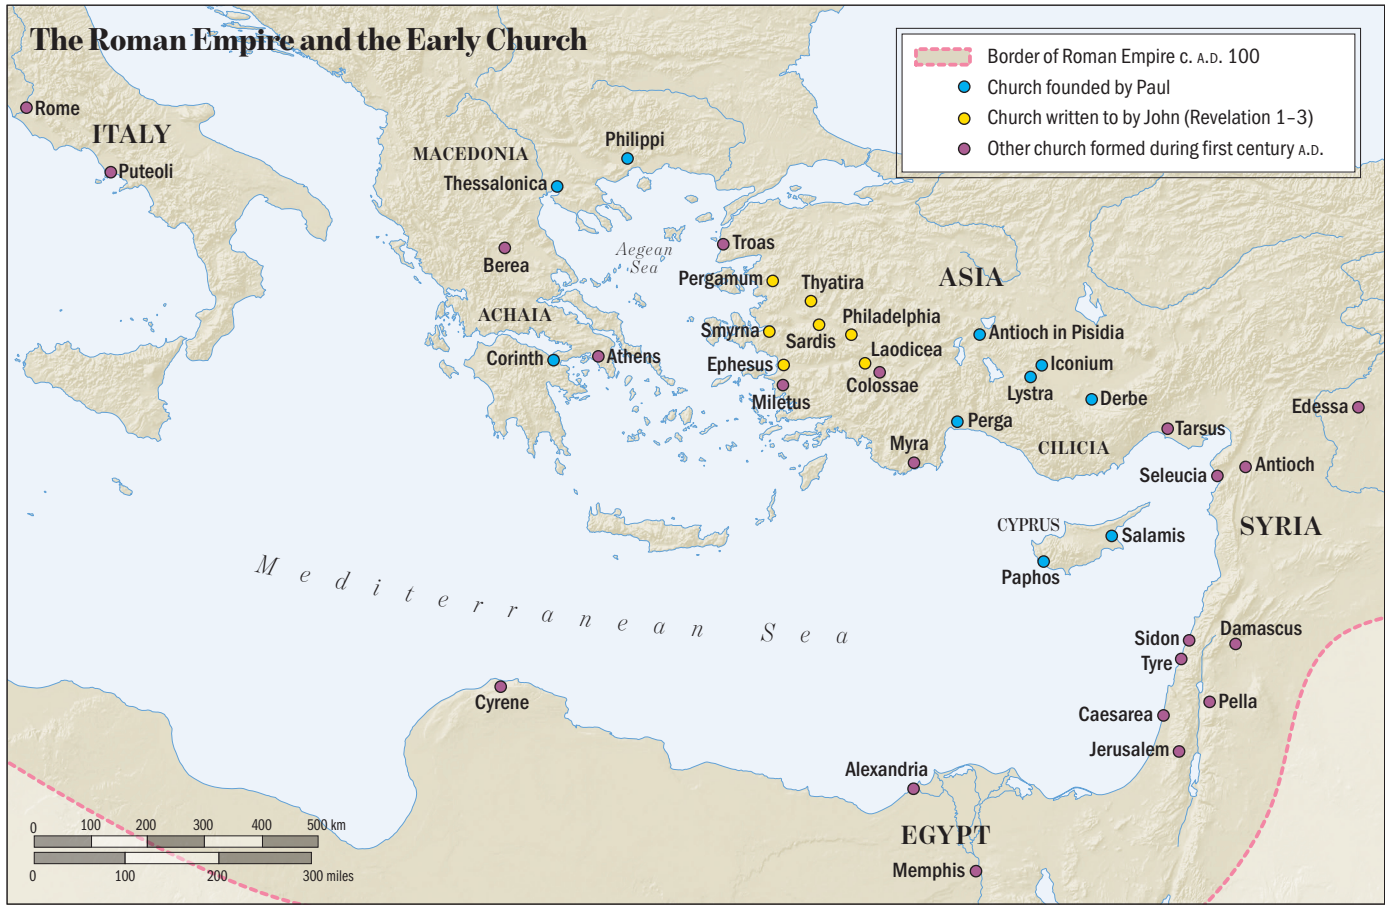 The Roman Empire and the Early Church
Border of Roman Empire c. A.D. 100
Church founded by Paul
Church written to by John (Revelation 1–3)
Other church formed during first century A.D.
Rome
ITALY
Puteoli
MACEDONIA
Philippi
Thessalonica
Berea
Aegean
Sea
Troas
ACHAIA
Corinth
Athens
Pergamum
Thyatira
ASIA
Smyrna
Sardis
Philadelphia
Antioch in Pisidia
Ephesus
Laodicea
Colossae
Iconium
Lystra
Derbe
Miletus
Perga
Myra
CILICIA
Tarsus
Edessa
Seleucia
Antioch
SYRIA
CYPRUS
Salamis
Paphos
Mediterranean Sea
Sidon
Damascus
Tyre
Pella
Caesarea
Jerusalem
Cyrene
Alexandria
EGYPT
Memphis
0 100 200 300 400 500 km
0 100 200 300 miles